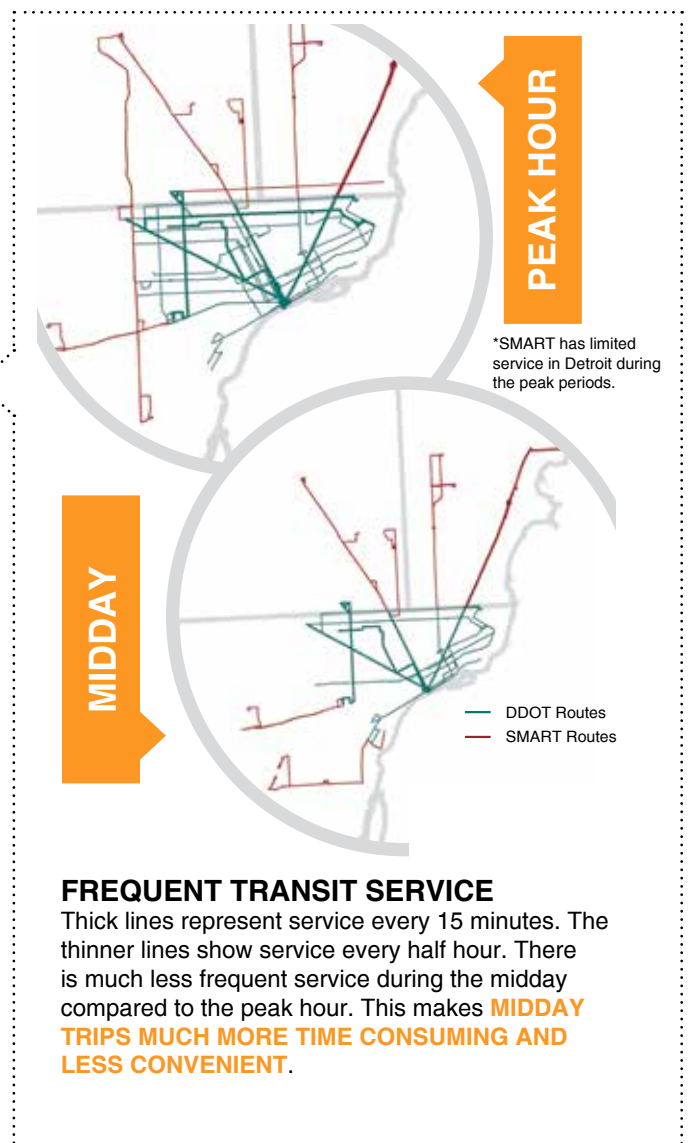 PEAK HOUR
*SMART has limited
service in Detroit during
the peak periods.
MIDDAY
DDOT Routes
SMART Routes
FREQUENT TRANSIT SERVICE
Thick lines represent service every 15 minutes. The
thinner lines show service every half hour. There
is much less frequent service during the midday
compared to the peak hour. This makes MIDDAY
TRIPS MUCH MORE TIME CONSUMING AND
LESS CONVENIENT.